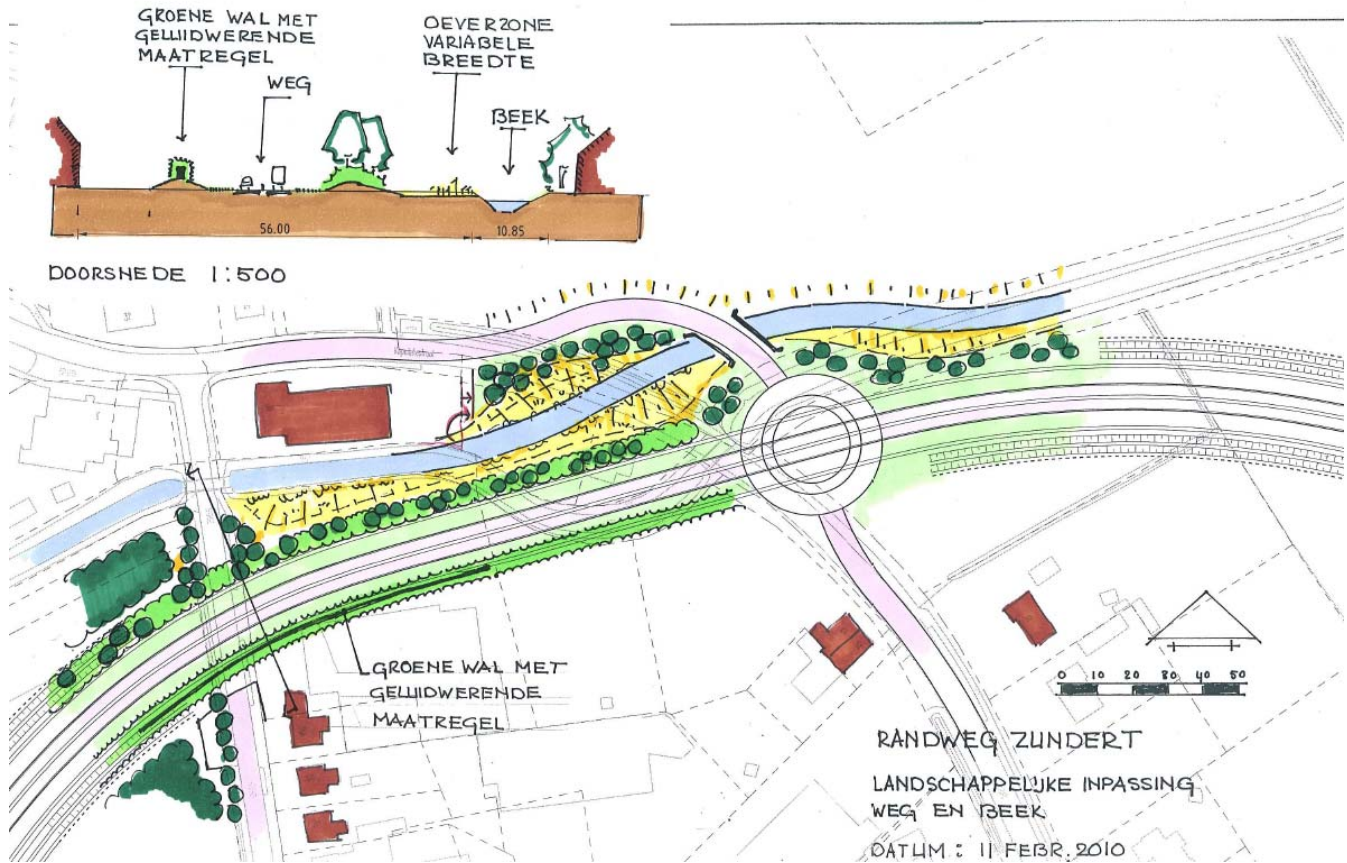 GROENE WAL MET
GELUIDWERENDE
MAATREGEL
WEG
OEVERZONE
VARIABELE
BREEDTE
BEEK
56.00
10.85
DOORSNEDE 1:500
GROENE WAL MET
GELUIDWERENDE
MAATREGEL
0 10 20 30 40 50
RANDWEG ZUNDERT
LANDSCHAPPELIJKE INPASSING
WEG EN BEEK
DATUM : 11 FEBR. 2010